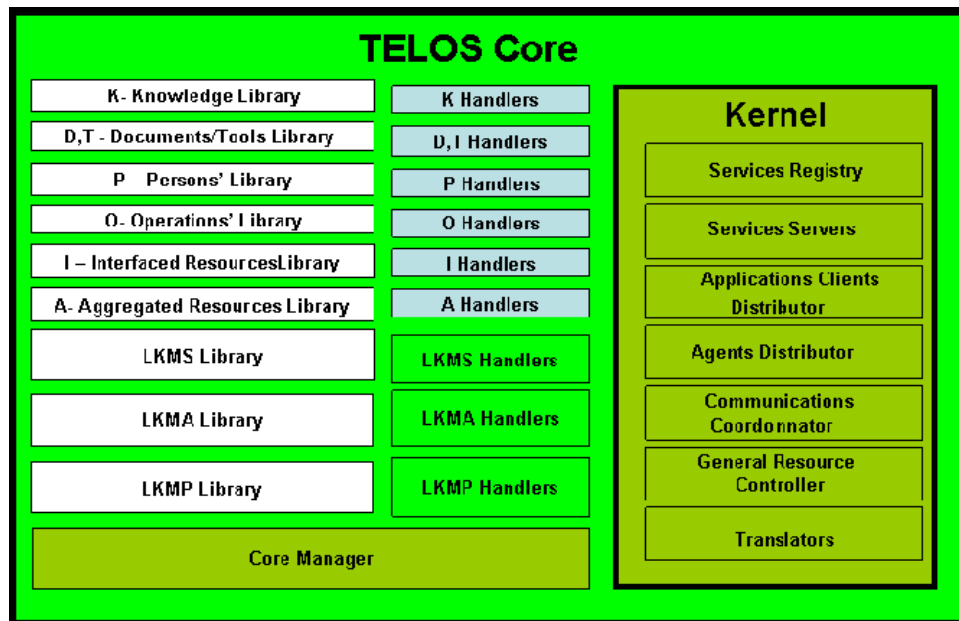 TELOS Core
K- Knowledge Library
K Handlers
D,T - Documents/Tools Library
D, I Handlers
P Persons' Library
P Handlers
O- Operations' Library
O Handlers
I – Interfaced ResourcesLibrary
I Handlers
A- Aggregated Resources Library
A Handlers
LKMS Library
LKMS Handlers
LKMA Library
LKMA Handlers
LKMP Library
LKMP Handlers
Core Manager
Kernel
Services Registry
Services Servers
Applications Clients
Distributor
Agents Distributor
Communications
Coordonnator
General Resource
Controller
Translators